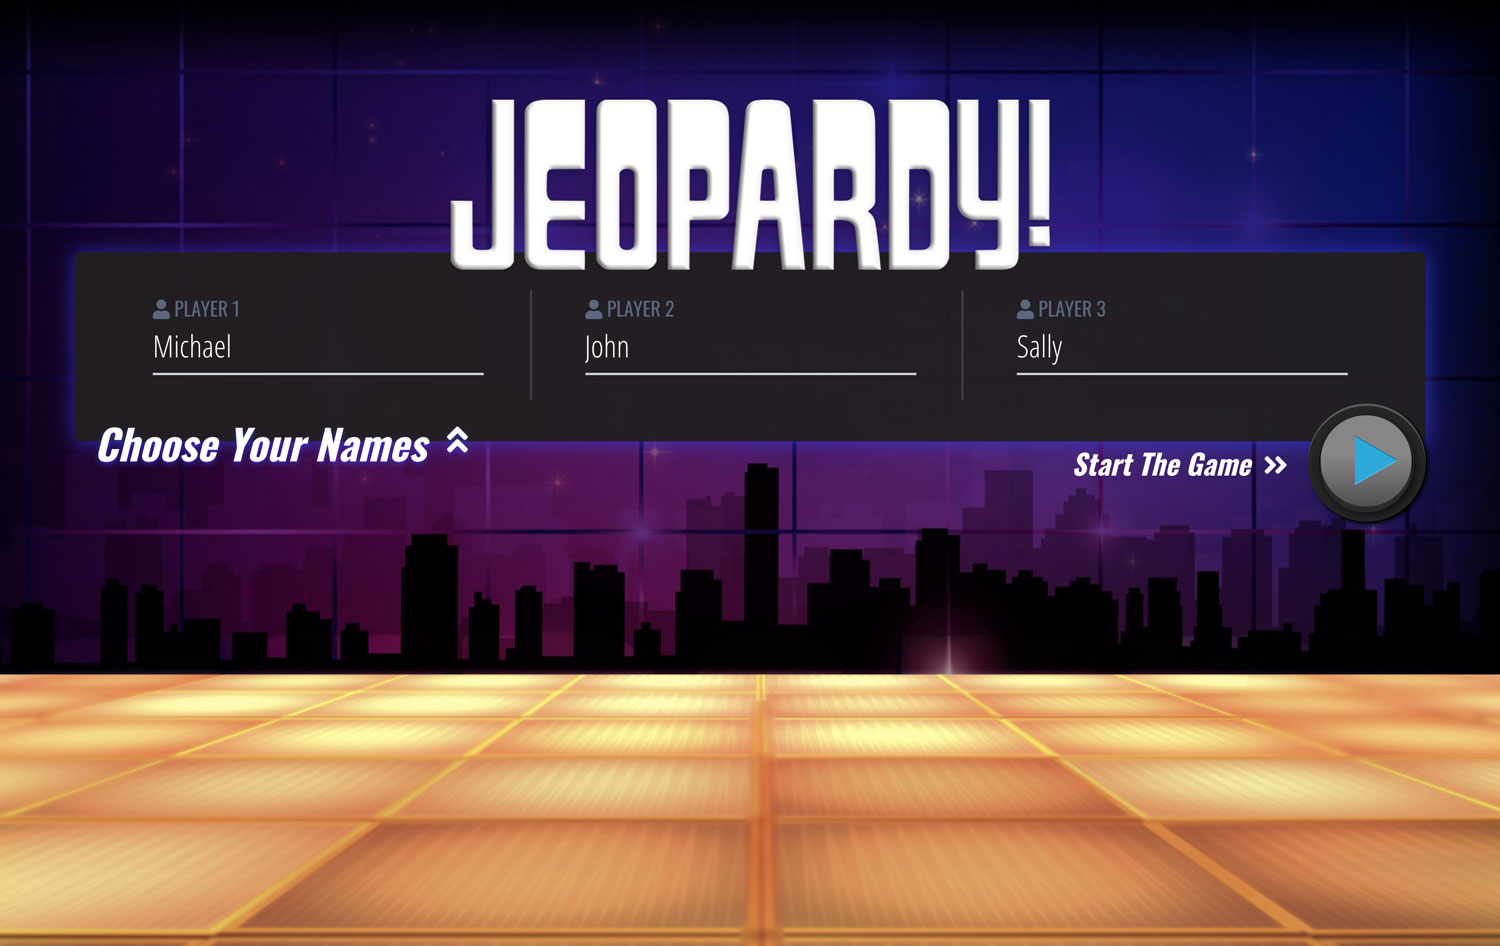 JEOPARDY!
PLAYER 1
Michael
PLAYER 2
John
PLAYER 3
Sally
Choose Your Names
Start The Game